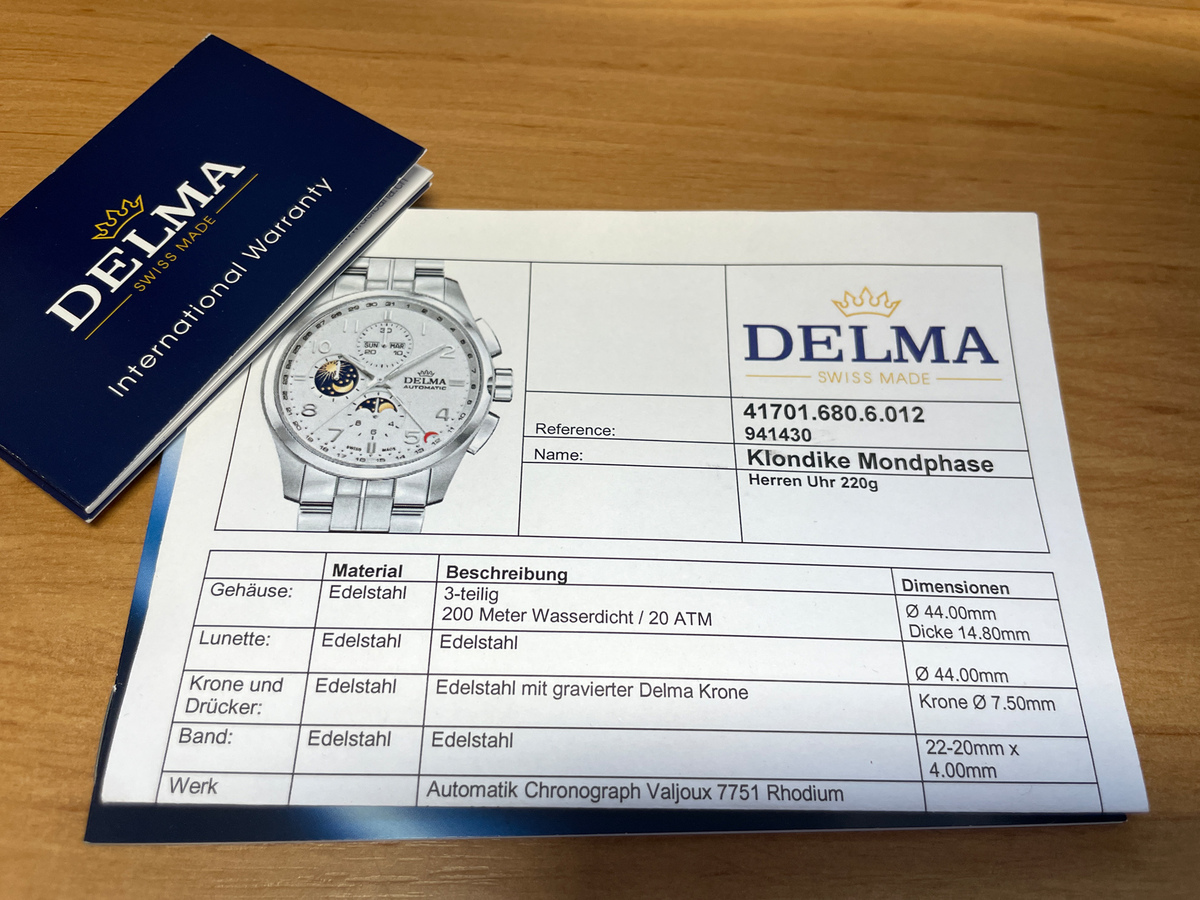 DELMA
SWISS MADE
International Warranty
DELMA
SWISS MADE
SUN MAR
DELMA
AUTOMATIC
Reference:
41701.680.6.012
941430
Name:
Klondike Mondphase
Herren Uhr 220g
Material Beschreibung Dimensionen
Gehäuse: Edelstahl 3-teilig Ø 44.00mm
200 Meter Wasserdicht / 20 ATM Dicke 14.80mm
Lunette: Edelstahl Edelstahl Ø 44.00mm
Krone und Edelstahl Edelstahl mit gravierter Delma Krone Krone Ø 7.50mm
Drücker:
Band: Edelstahl Edelstahl 22-20mm x
4.00mm
Werk Automatik Chronograph Valjoux 7751 Rhodium